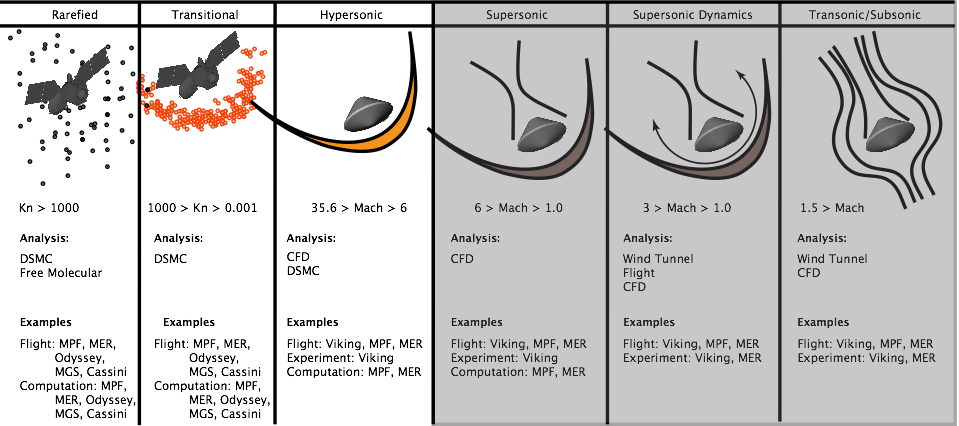 Rarefied
Transitional
Hypersonic
Supersonic
Supersonic Dynamics
Transonic/Subsonic
Kn > 1000
1000 > Kn > 0.001
35.6 > Mach > 6
6 > Mach > 1.0
3 > Mach > 1.0
1.5 > Mach
Analysis:
DSMC
Free Molecular
Analysis:
DSMC
Analysis:
CFD
DSMC
Analysis:
CFD
Analysis:
Wind Tunnel
Flight
CFD
Analysis:
Wind Tunnel
CFD
Examples
Flight: MPF, MER,
Odyssey,
MGS, Cassini
Computation: MPF,
MER, Odyssey,
MGS, Cassini
Examples
Flight: MPF, MER,
Odyssey,
MGS, Cassini
Computation: MPF,
MER, Odyssey,
MGS, Cassini
Examples
Flight: Viking, MPF, MER
Experiment: Viking
Computation: MPF, MER
Examples
Flight: Viking, MPF, MER
Experiment: Viking
Computation: MPF, MER
Examples
Flight: Viking, MPF, MER
Experiment: Viking, MER
Examples
Flight: Viking, MPF, MER
Experiment: Viking, MER